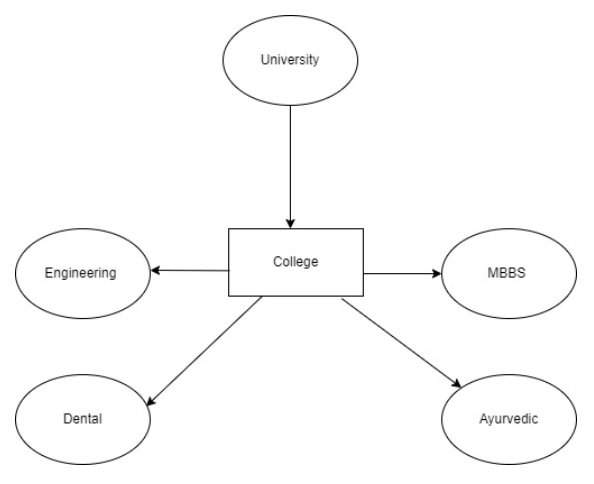 University
College
Engineering
MBBS
Dental
Ayurvedic